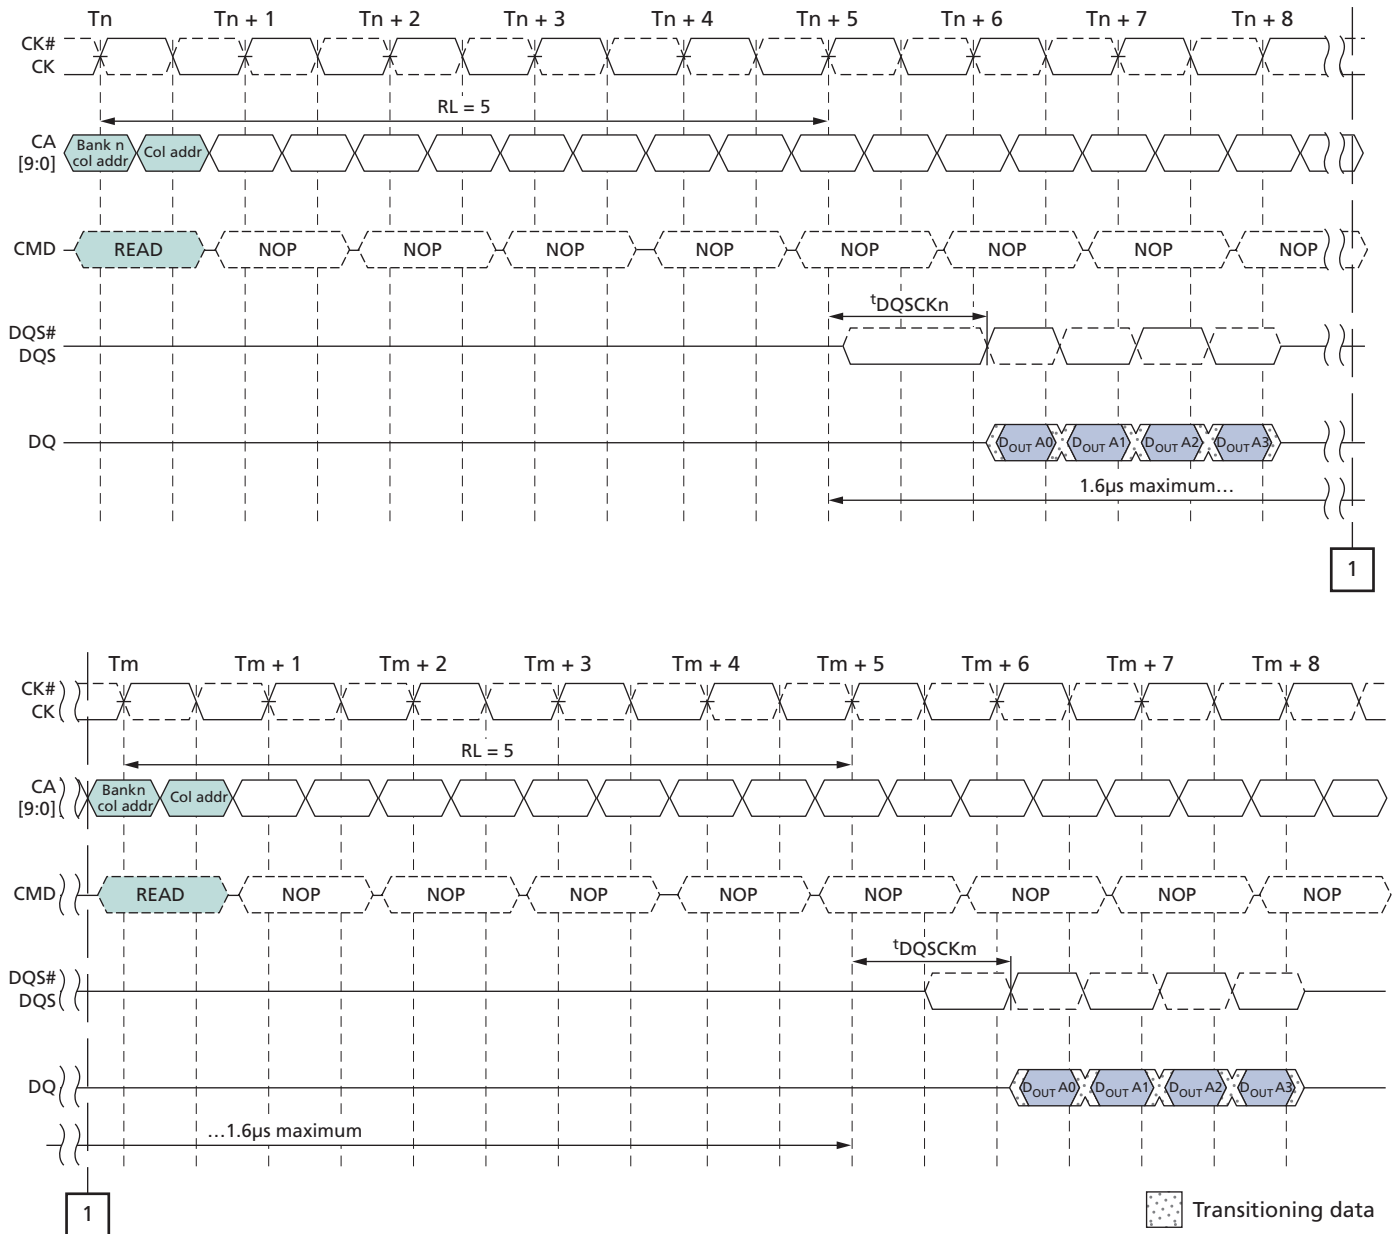 Tn Tn + 1 Tn + 2 Tn + 3 Tn + 4 Tn + 5 Tn + 6 Tn + 7 Tn + 8
CK#
CK
RL = 5
CA
[9:0]
Bank n
col addr
Col addr
CMD READ NOP NOP NOP NOP NOP NOP NOP NOP
tDQSCKn
DQS#
DQS
DQ DOUT A0 DOUT A1 DOUT A2 DOUT A3
1.6µs maximum…
1
Tm Tm + 1 Tm + 2 Tm + 3 Tm + 4 Tm + 5 Tm + 6 Tm + 7 Tm + 8
CK#
CK
RL = 5
CA
[9:0]
Bankn
col addr
Col addr
CMD READ NOP NOP NOP NOP NOP NOP NOP NOP
tDQSCKm
DQS#
DQS
DQ DOUT A0 DOUT A1 DOUT A2 DOUT A3
…1.6µs maximum
1
Transitioning data